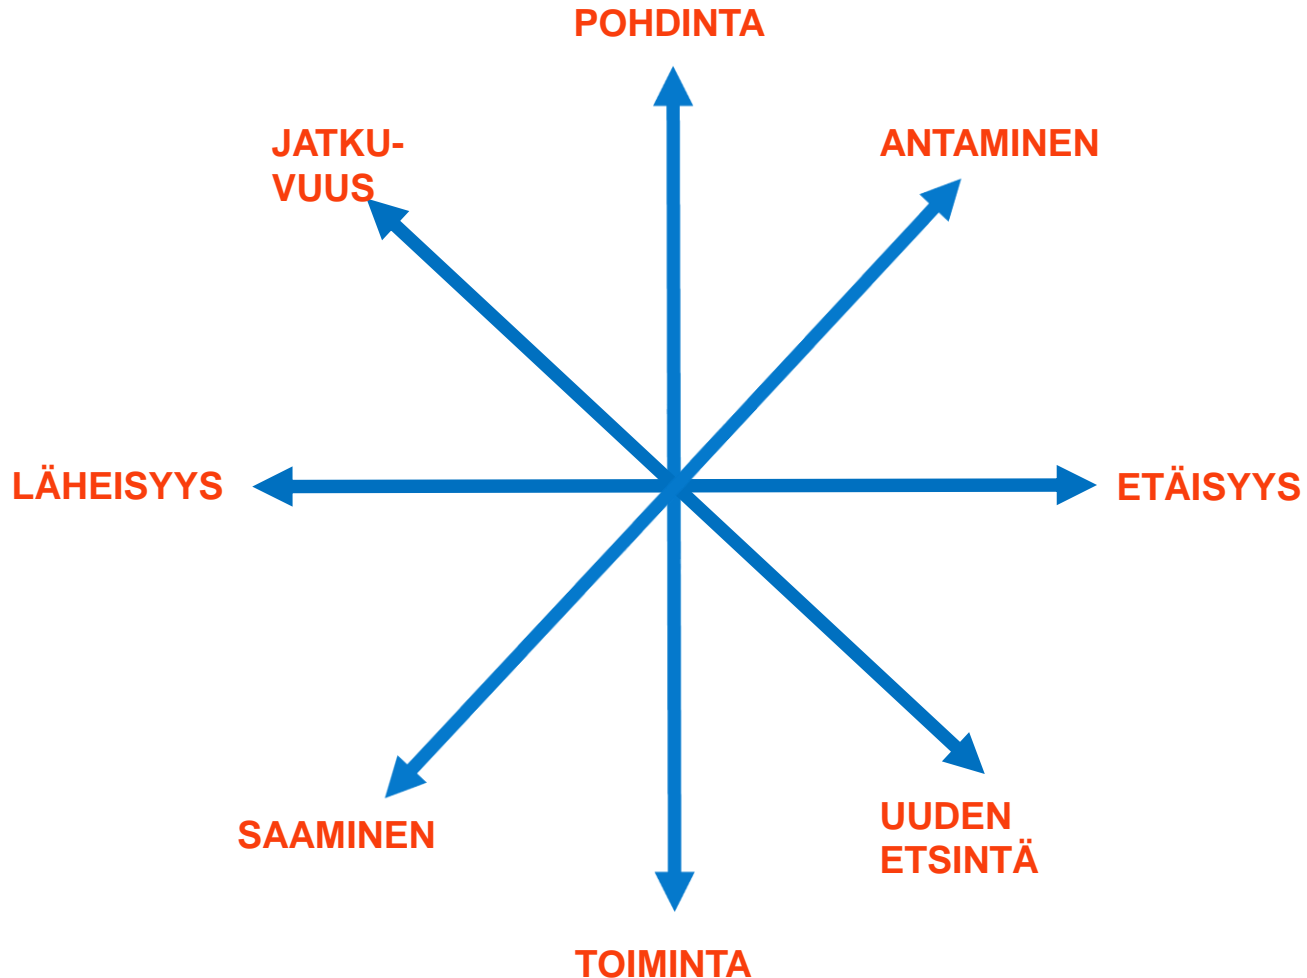 POHDINTA
JATKU-
VUUS
ANTAMINEN
LÄHEISYYS
ETÄISYYS
SAAMINEN
UUDEN
ETSINTÄ
TOIMINTA